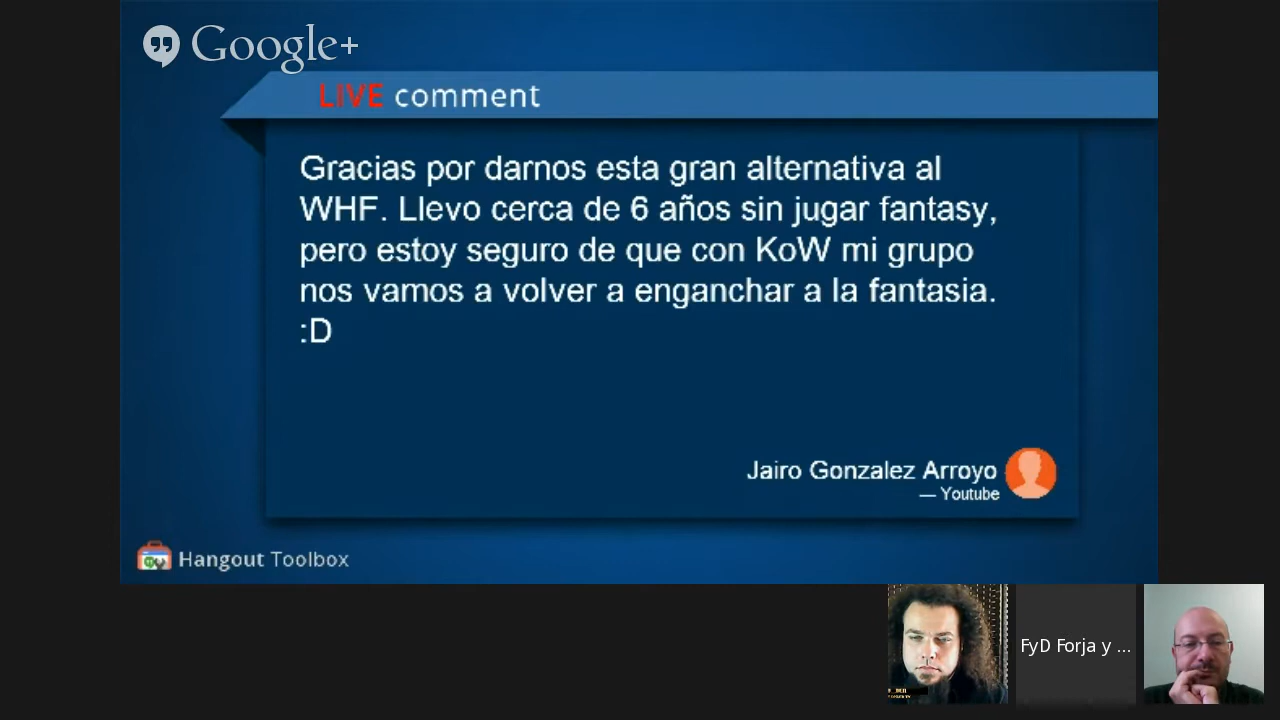 Google+
LIVE comment
Gracias por darnos esta gran alternativa al
WHF. Llevo cerca de 6 años sin jugar fantasy,
pero estoy seguro de que con KoW mi grupo
nos vamos a volver a enganchar a la fantasia.
:D
Jairo Gonzalez Arroyo
— Youtube
Hangout Toolbox
FyD Forja y ...